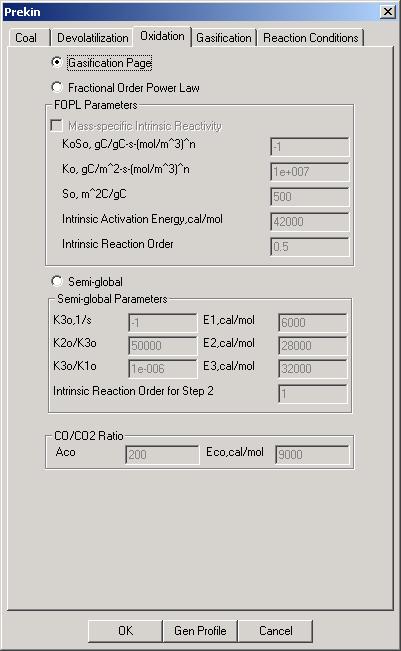 Prekin
Coal Devolatilization Oxidation Gasification Reaction Conditions
Gasification Page
Fractional Order Power Law
FOPL Parameters
Mass-specific Intrinsic Reactivity
KoSo, gC/gC-s-(mol/m^3)^n -1
Ko, gC/m^2-s-(mol/m^3)^n 1e+007
So, m^2C/gC 500
Intrinsic Activation Energy,cal/mol 42000
Intrinsic Reaction Order 0.5
Semi-global
Semi-global Parameters
K3o,1/s -1 E1,cal/mol 6000
K2o/K3o 50000 E2,cal/mol 28000
K3o/K1o 1e-006 E3,cal/mol 32000
Intrinsic Reaction Order for Step 2 1
CO/CO2 Ratio
Aco 200 Eco,cal/mol 9000
OK Gen Profile Cancel